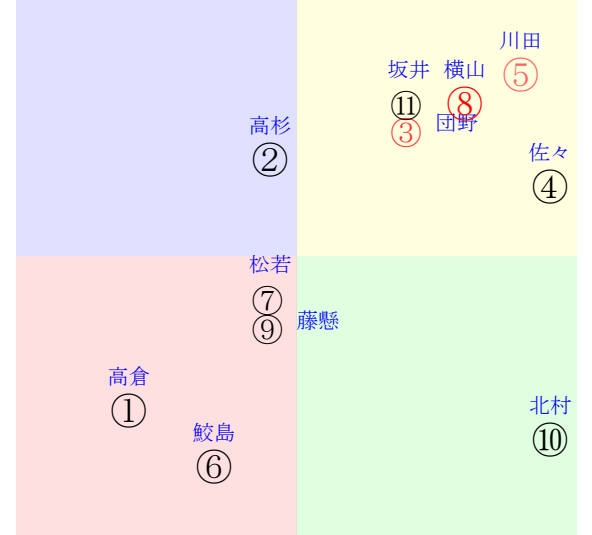 川田
⑤
坂井
横山
⑪
⑧
③
団野
高杉
②
佐々
④
松若
⑦
⑨
藤懸
高倉
①
北村
⑩
鮫島
⑥